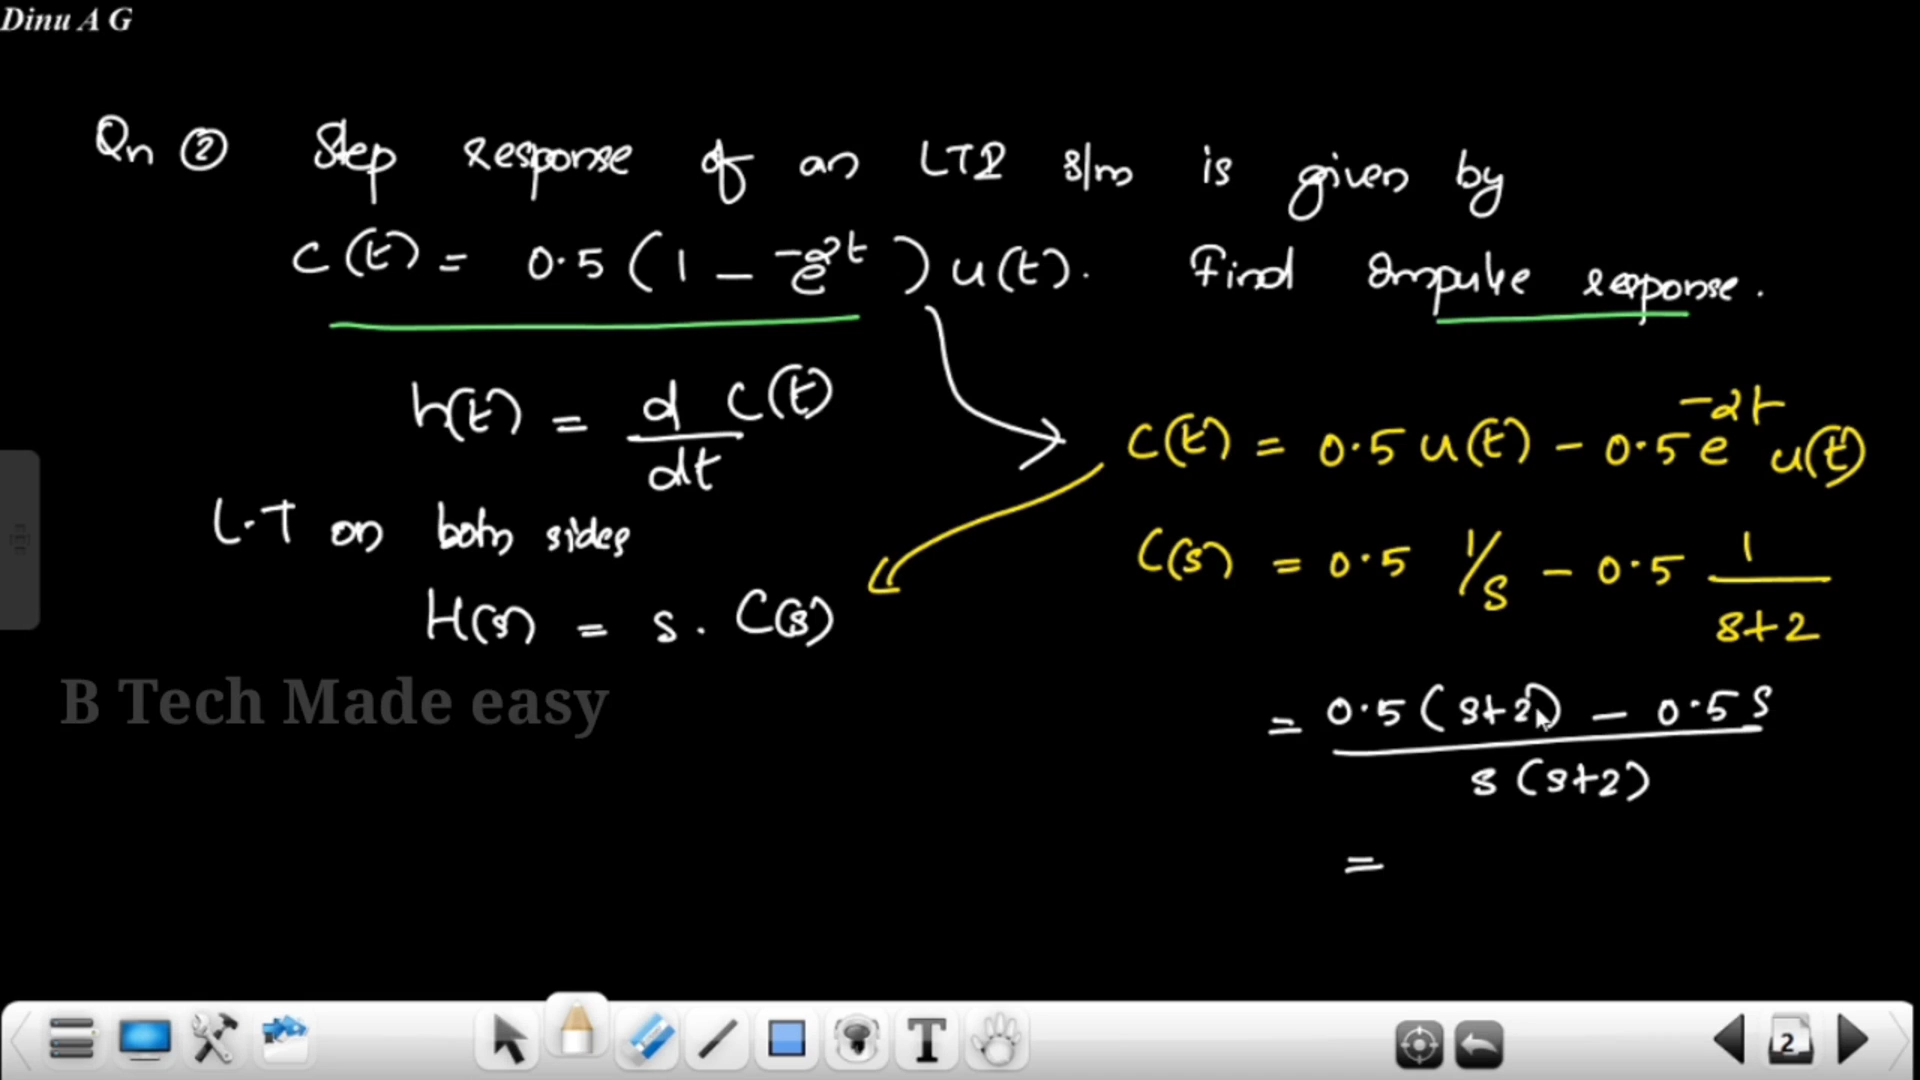 Dinu A G
Qn ② Step response of an LTI s/m is given by
c(t) = 0.5 (1 - e^-2t) u(t). Find Impulse response.
h(t) = d/dt c(t)
c(t) = 0.5 u(t) - 0.5 e^-2t u(t)
L.T on both sides
C(s) = 0.5 1/s - 0.5 1/s+2
H(s) = s. C(s)
= 0.5 (s+2) - 0.5 s / s (s+2)
=
B Tech Made easy
T
2